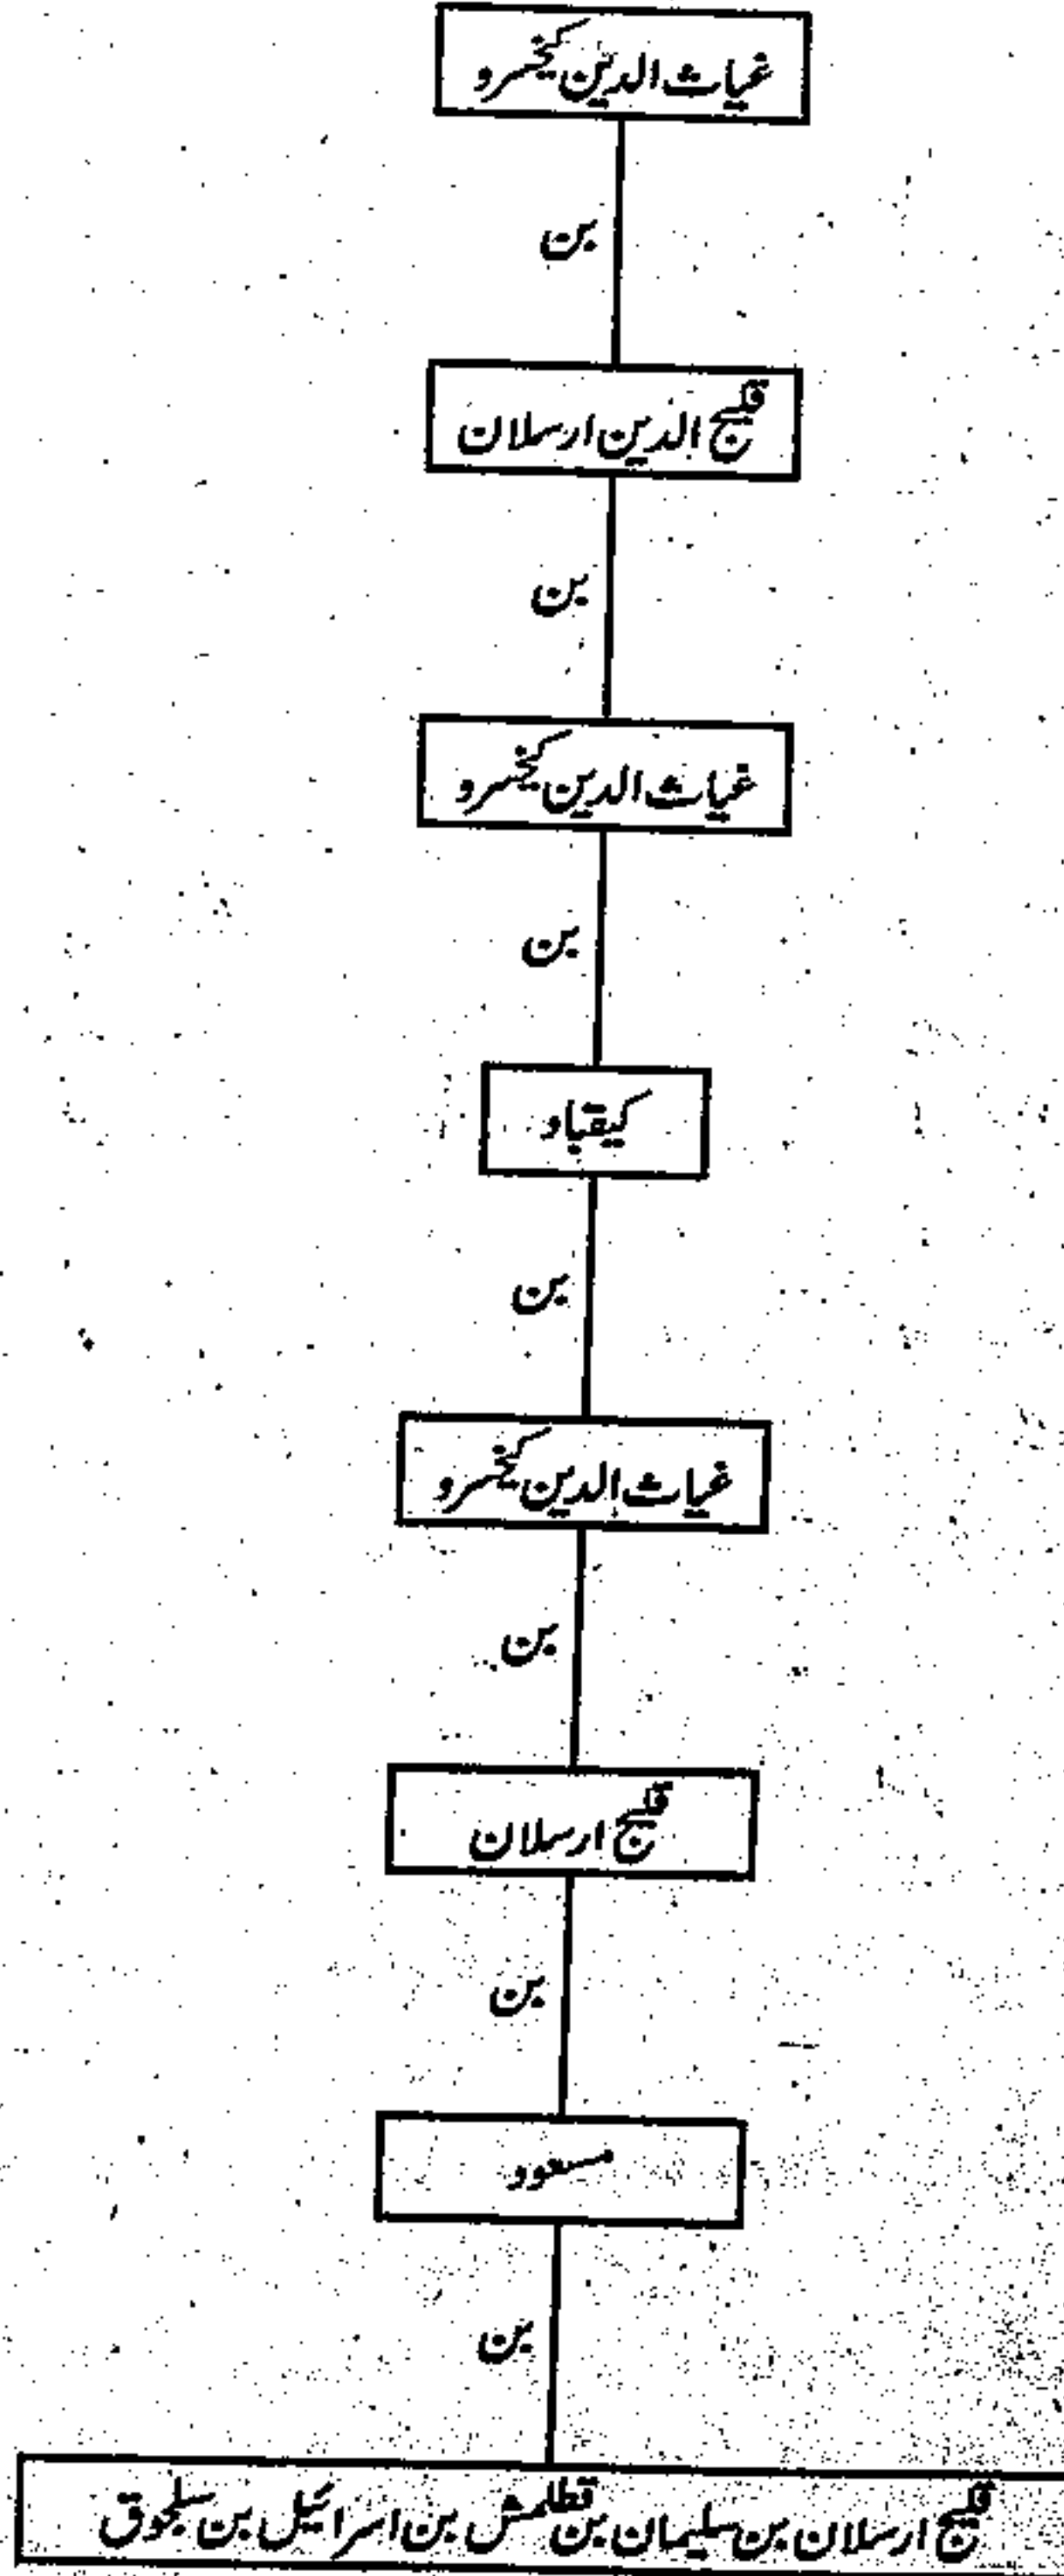 غیاث الدین کیخسرو
بن
قلیج الدین ارسلان
بن
غیاث الدین کیخسرو
بن
کیقباد
بن
غیاث الدین کیخسرو
بن
قلیج ارسلان
بن
مسعود
بن
قلیج ارسلان بن سلیمان بن قطلمش بن اسرائیل بن سلجوق